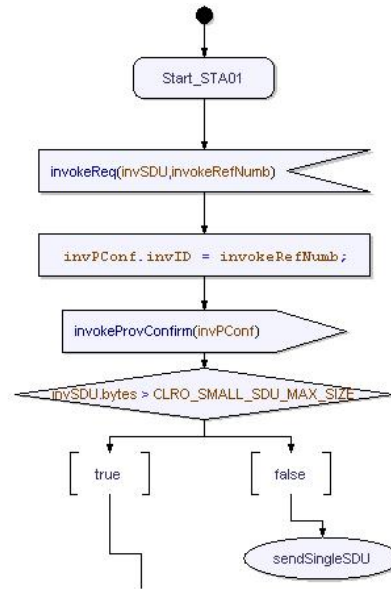 Start_STA01
invokeReq(invSDU,invokeRefNumb)
invPConf.invID = invokeRefNumb;
invokeProvConfirm(invPConf)
invSDU.bytes > CLRO_SMALL_SDU_MAX_SIZE
true
false
sendSingleSDU